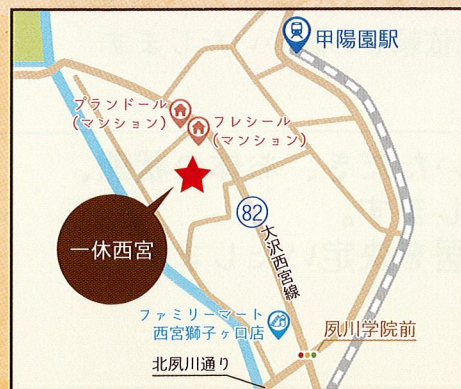 甲陽園駅
プランドール
(マンション)
フレシール
(マンション)
一休西宮
82
大沢西宮線
ファミリーマート
西宮獅子ヶ口店
夙川学院前
北夙川通り